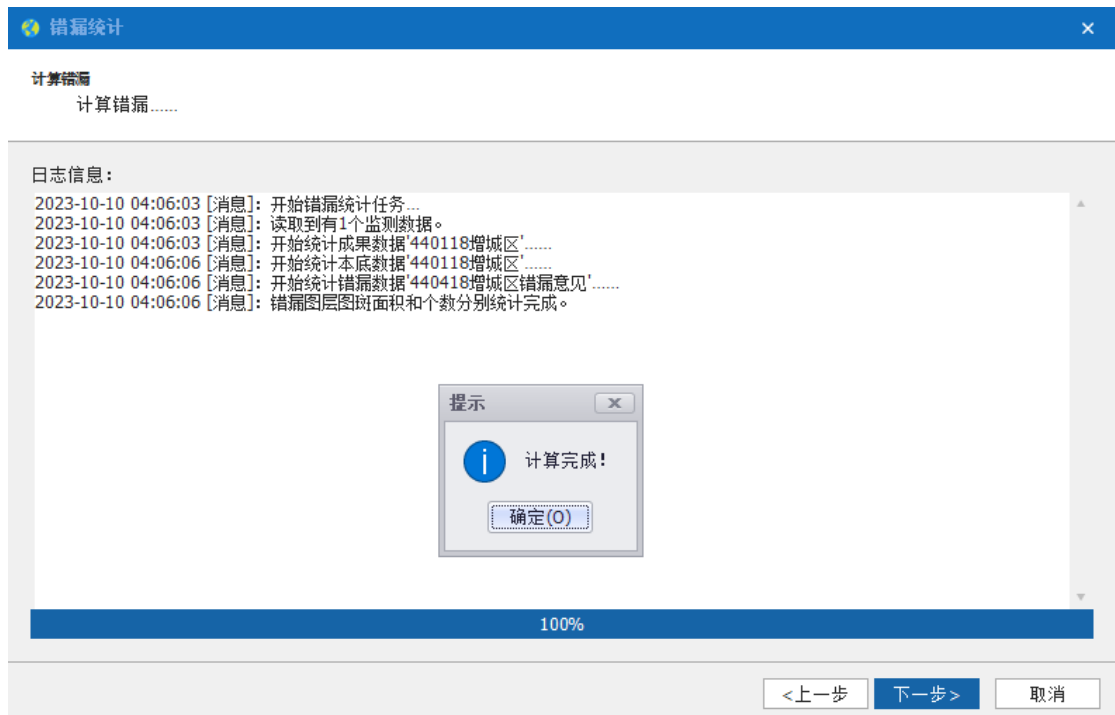 错漏统计
计算错漏
计算错漏......
日志信息：
2023-10-10 04:06:03 [消息]：开始错漏统计任务...
2023-10-10 04:06:03 [消息]：读取到有1个监测数据。
2023-10-10 04:06:03 [消息]：开始统计成果数据'440118增城区'......
2023-10-10 04:06:06 [消息]：开始统计本底数据'440118增城区'......
2023-10-10 04:06:06 [消息]：开始统计错漏数据'440418增城区错漏意见'......
2023-10-10 04:06:06 [消息]：错漏图层图斑面积和个数分别统计完成。
提示
计算完成!
确定(O)
100%
<上一步
下一步>
取消